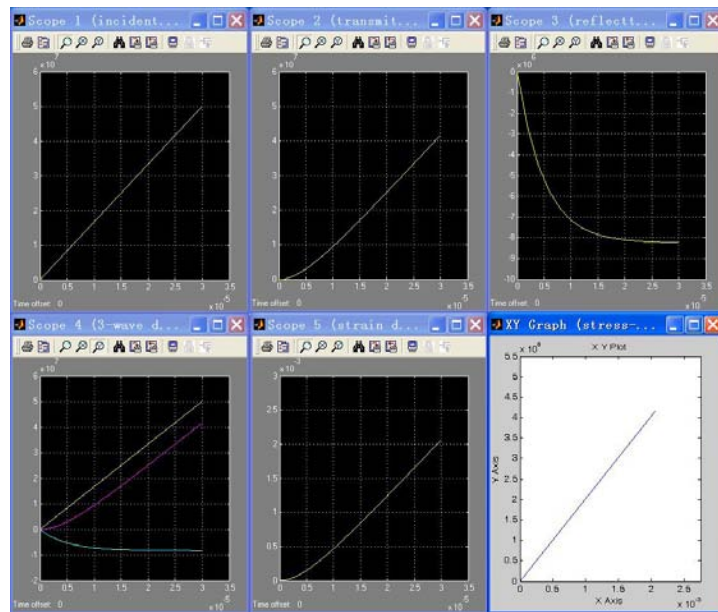 Scope 1 (incident...
Scope 2 (transmit...
Scope 3 (reflectt...
x 10^7
6
5
4
3
2
1
0
0 0.5 1 1.5 2 2.5 3 3.5
x 10^-5
Time offset: 0
x 10^7
6
5
4
3
2
1
0
0 0.5 1 1.5 2 2.5 3 3.5
x 10^-5
Time offset: 0
x 10^6
0
-1
-2
-3
-4
-5
-6
-7
-8
-9
-10
0 0.5 1 1.5 2 2.5 3 3.5
x 10^-5
Time offset: 0
Scope 4 (3-wave d...
Scope 5 (strain d...
XY Graph (stress-...
x 10^7
6
5
4
3
2
1
0
-1
-2
0 0.5 1 1.5 2 2.5 3 3.5
x 10^-5
Time offset: 0
x 10^-3
3
2.5
2
1.5
1
0.5
0
0 0.5 1 1.5 2 2.5 3 3.5
x 10^-5
Time offset: 0
X Y Plot
5.5
5
4.5
4
3.5
3
2.5
2
1.5
1
0.5
0
Y Axis
0 0.5 1 1.5 2 2.5
X Axis